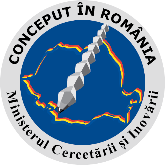 CONCEPUT ÎN ROMÂNIA
Ministerul Cercetării și Inovării